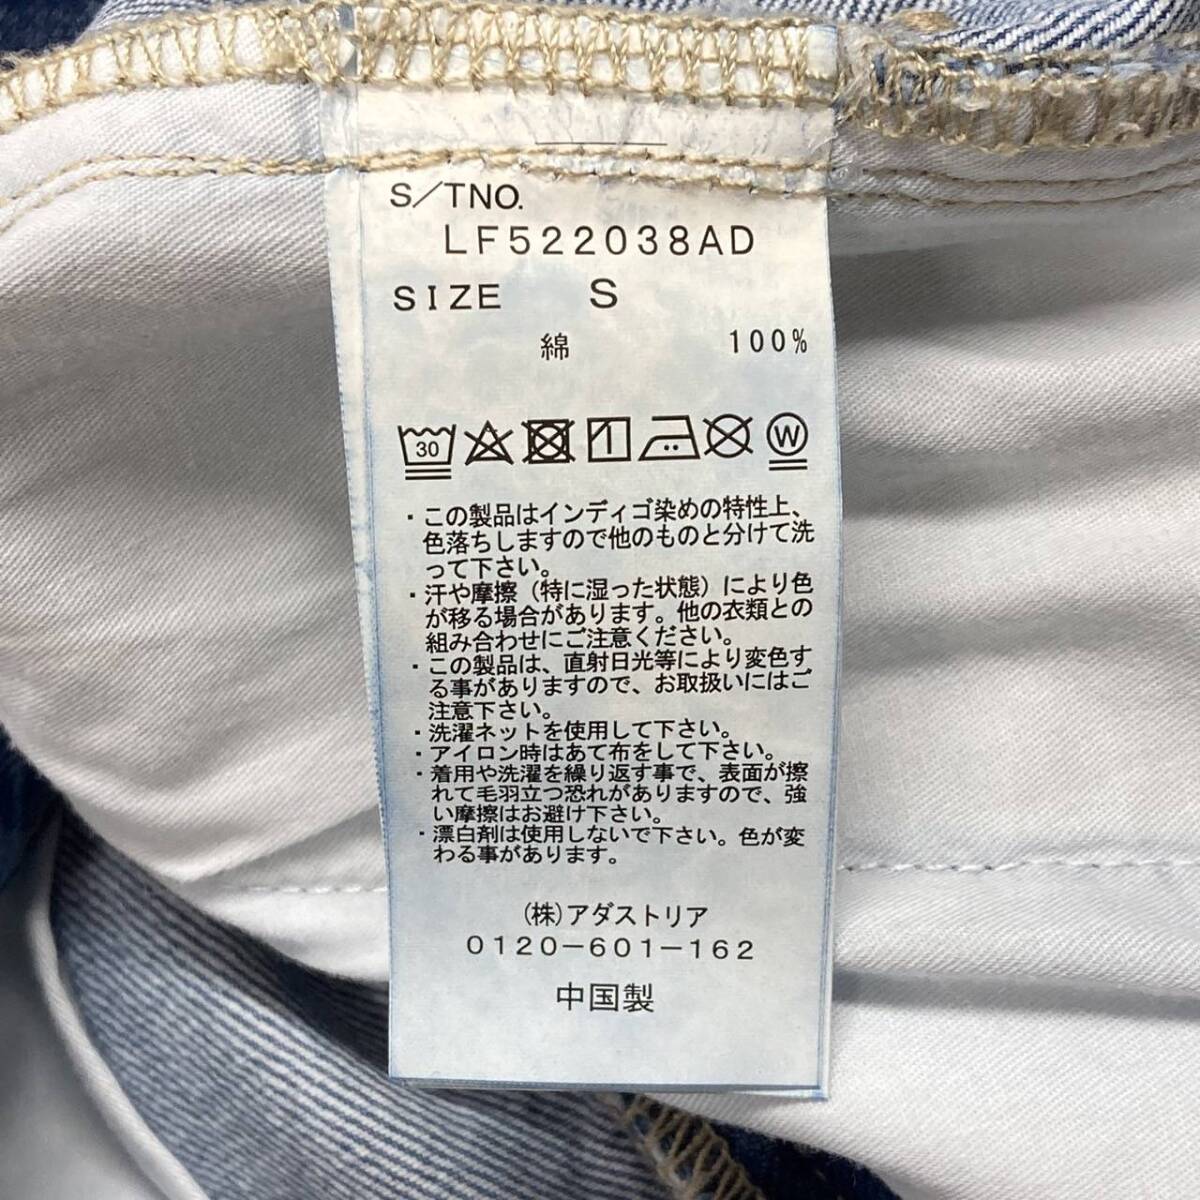 S/TNO.
LF522038AD
SIZE S
綿 100%
30 W
・この製品はインディゴ染めの特性上、
色落ちしますので他のものと分けて洗
って下さい。
・汗や摩擦（特に湿った状態）により色
が移る場合があります。他の衣類との
組み合わせにご注意ください。
・この製品は、直射日光等により変色す
る事がありますので、お取扱いにはご
注意下さい。
・洗濯ネットを使用して下さい。
・アイロン時はあて布をして下さい。
・着用や洗濯を繰り返す事で、表面が擦
れて毛羽立つ恐れがありますので、強
い摩擦はお避け下さい。
・漂白剤は使用しないで下さい。色が変
わる事があります。
(株)アダストリア
0120-601-162
中国製